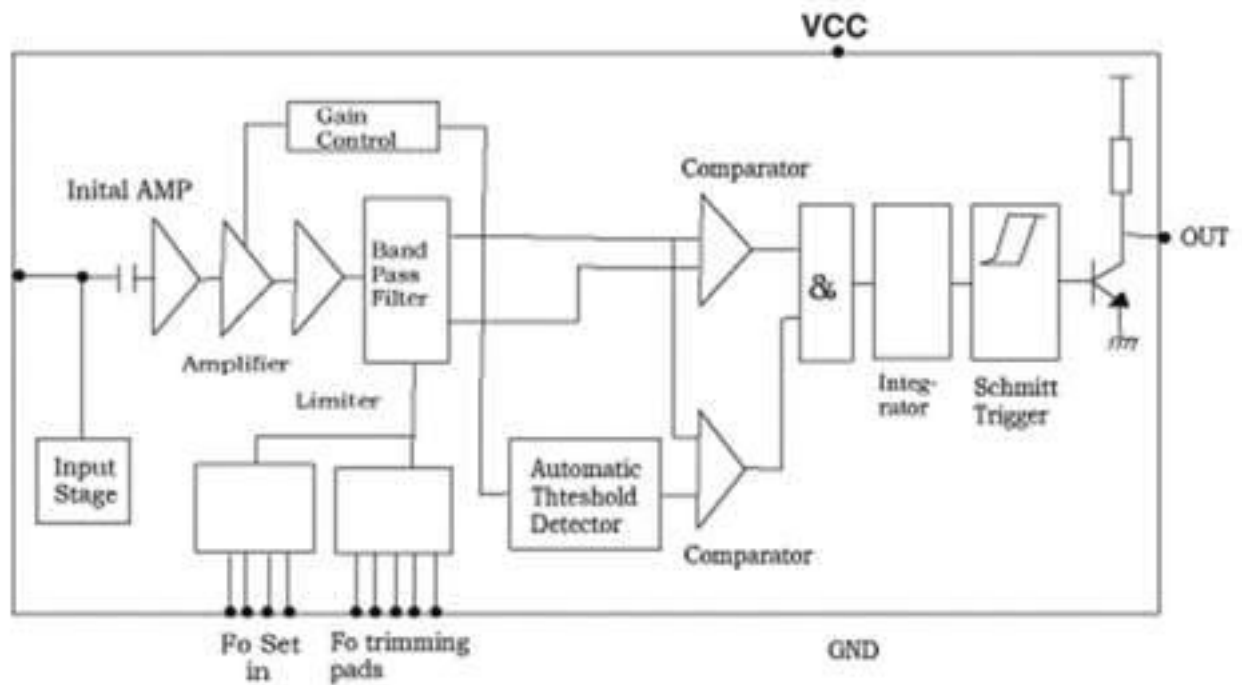 VCC
Gain
Control
Inital AMP
Comparator
Band
Pass
Filter
OUT
&
Amplifier
Limiter
Integ-
rator
Schmitt
Trigger
Input
Stage
Automatic
Thteshold
Detector
Comparator
Fo Set
in
Fo trimming
pads
GND